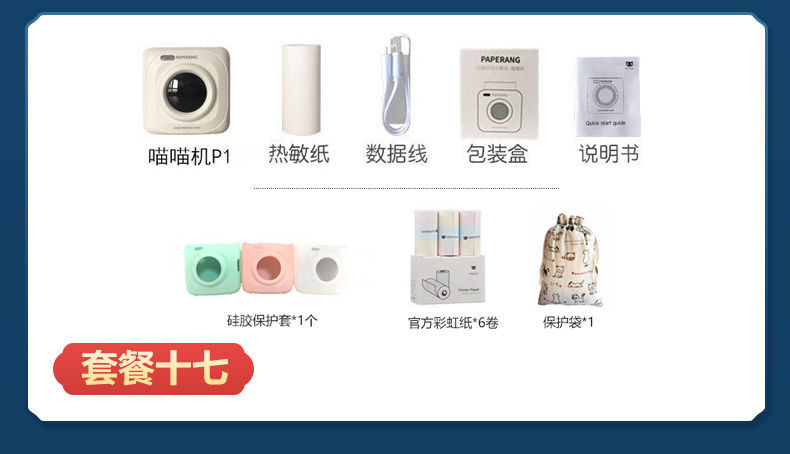 PAPERANG
PAPERANG
Quick start guide
喵喵机P1
热敏纸
数据线
包装盒
说明书
硅胶保护套*1个
官方彩虹纸*6卷
保护袋*1
套餐十七